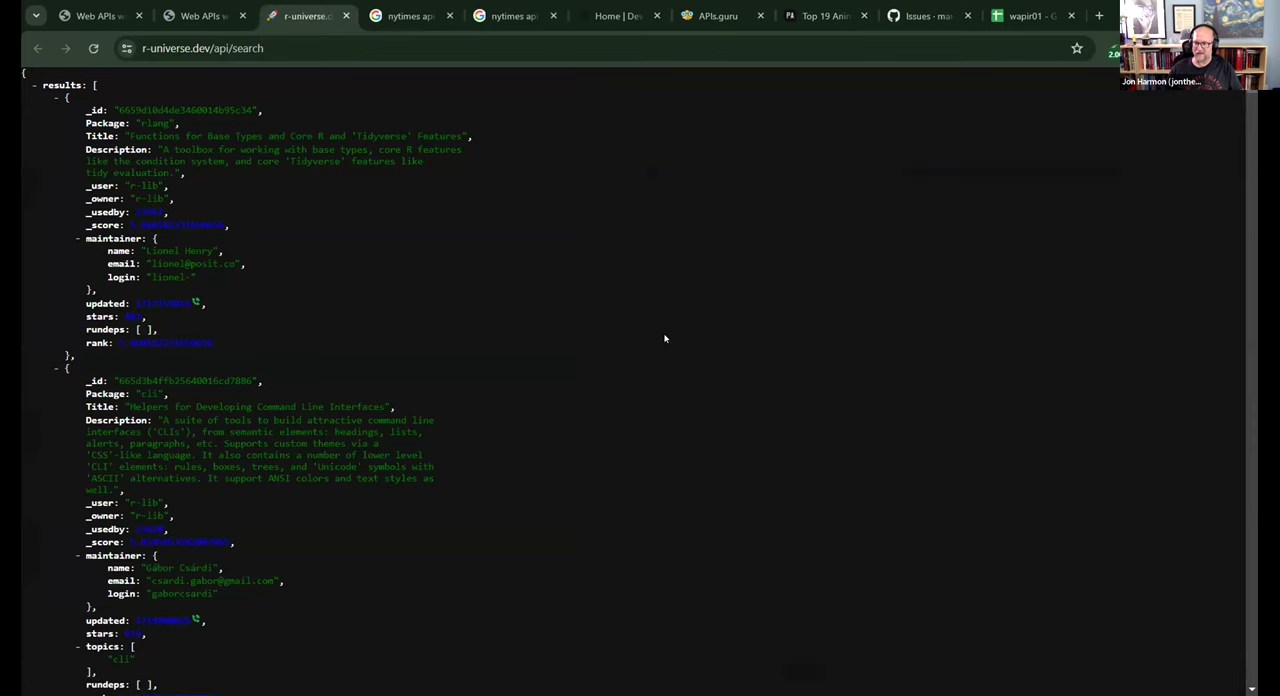 Web APIs w
Web APIs w
r-universe.d
nytimes api
nytimes api
Home | Dev
APIs.guru
Top 19 Anim
Issues · ma
wapir01 - G
r-universe.dev/api/search
Jon Harmon (jonthe...
{
- results: [
- {
_id: "6659d10d4de3460014b95c34",
Package: "rlang",
Title: "Functions for Base Types and Core R and 'Tidyverse' Features",
Description: "A toolbox for working with base types, core R features
like the condition system, and core 'Tidyverse' features like
tidy evaluation.",
_user: "r-lib",
_owner: "r-lib",
_usedby:
_score:
- maintainer: {
name: "Lionel Henry",
email: "lionel@posit.co",
login: "lionel-"
},
updated:
stars:
rundeps: [ ],
rank:
},
- {
_id: "665d3b4ffb25640016cd7886",
Package: "cli",
Title: "Helpers for Developing Command Line Interfaces",
Description: "A suite of tools to build attractive command line
interfaces ('CLIs'), from semantic elements: headings, lists,
alerts, paragraphs, etc. Supports custom themes via a
'CSS'-like language. It also contains a number of lower level
'CLI' elements: rules, boxes, trees, and 'Unicode' symbols with
'ASCII' alternatives. It support ANSI colors and text styles as
well.",
_user: "r-lib",
_owner: "r-lib",
_usedby:
_score:
- maintainer: {
name: "Gábor Csárdi",
email: "csardi.gabor@gmail.com",
login: "gaborcsardi"
},
updated:
stars:
- topics: [
"cli"
],
rundeps: [ ],